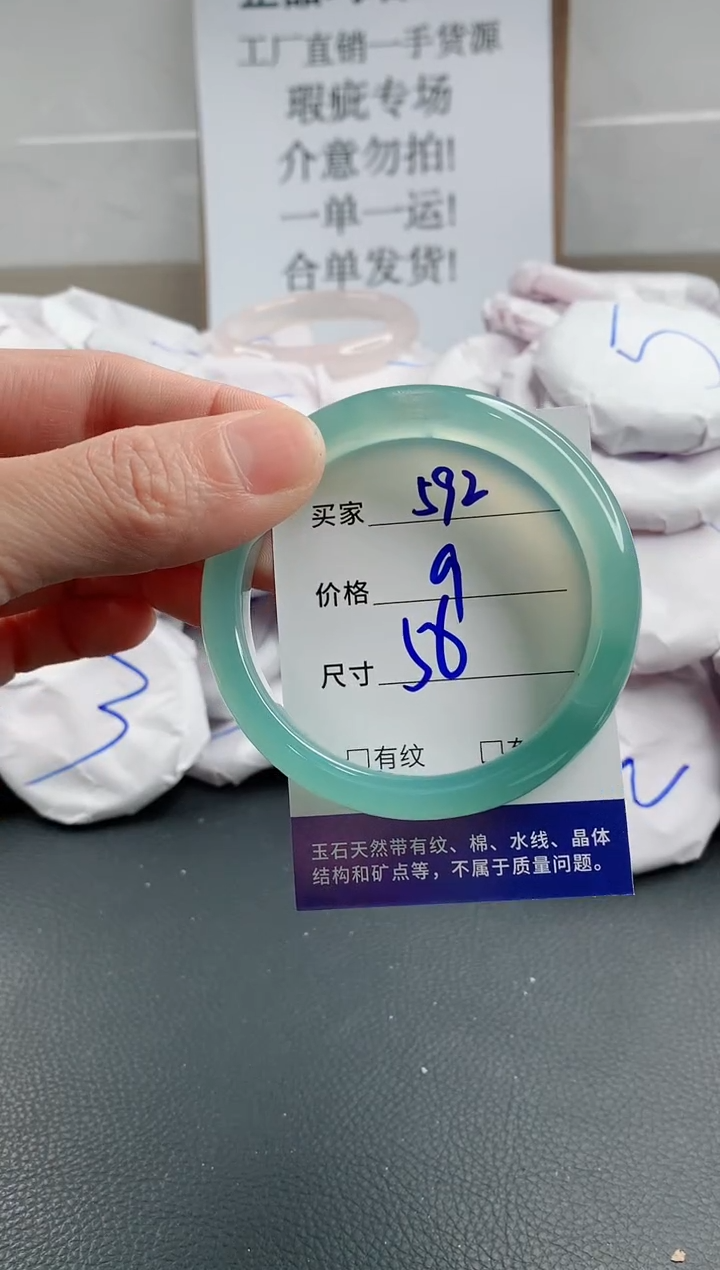 工厂直销一手货源
瑕疵专场
介意勿拍!
一单一运!
合单发货!
5
买家 592
价格 9
尺寸 56
3
□有纹 □
2
玉石天然带有纹、棉、水线、晶体
结构和矿点等，不属于质量问题。